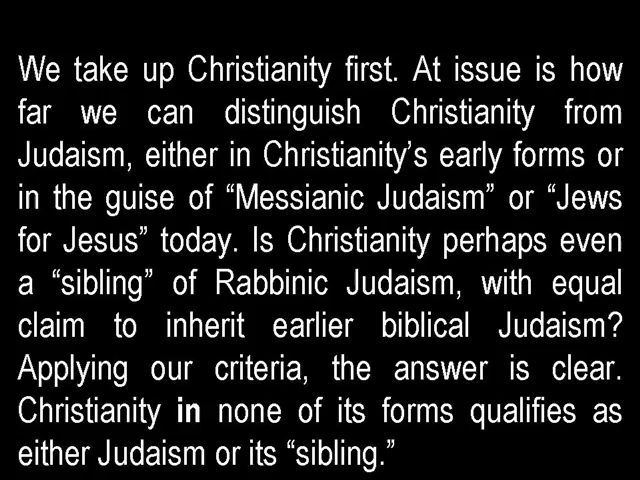 We take up Christianity first. At issue is how
far we can distinguish Christianity from
Judaism, either in Christianity’s early forms or
in the guise of “Messianic Judaism” or “Jews
for Jesus” today. Is Christianity perhaps even
a “sibling” of Rabbinic Judaism, with equal
claim to inherit earlier biblical Judaism?
Applying our criteria, the answer is clear.
Christianity in none of its forms qualifies as
either Judaism or its “sibling.”